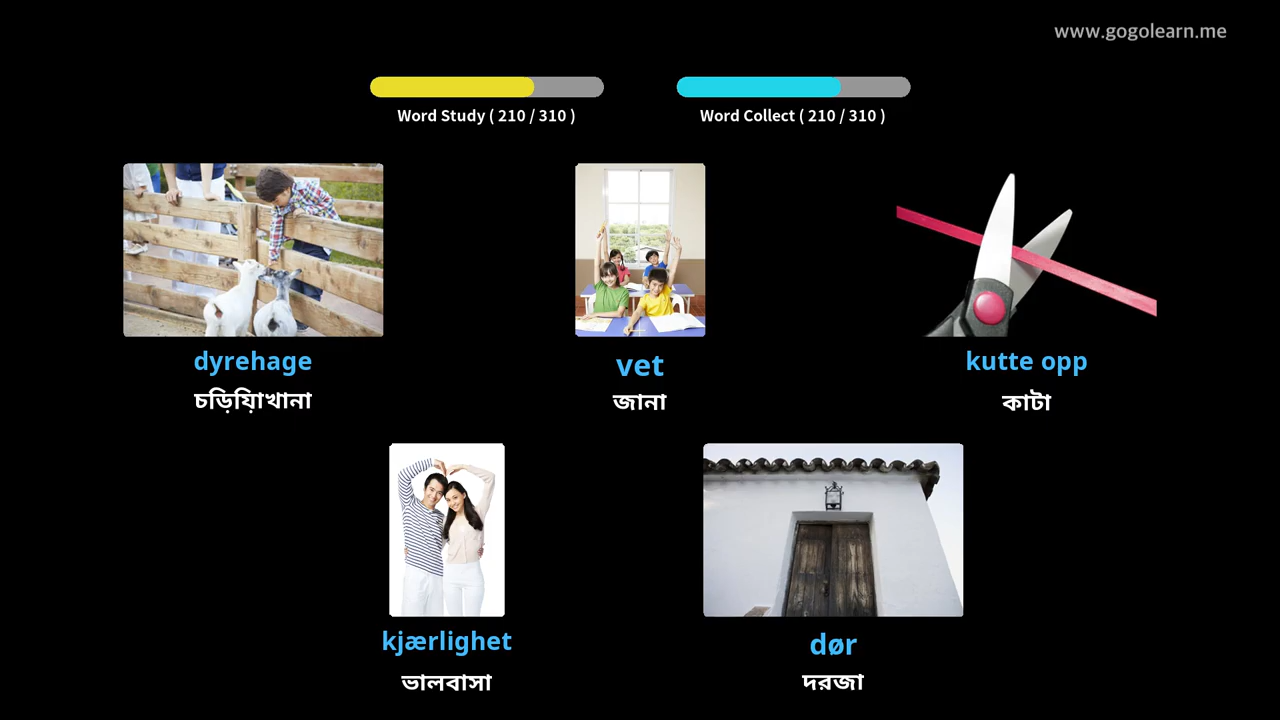 www.gogolearn.me
Word Study ( 210 / 310 )
Word Collect ( 210 / 310 )
dyrehage
vet
kutte opp
চড়িয়িাখানা
জানা
কাটা
kjærlighet
dør
ভালবাসা
দরজা